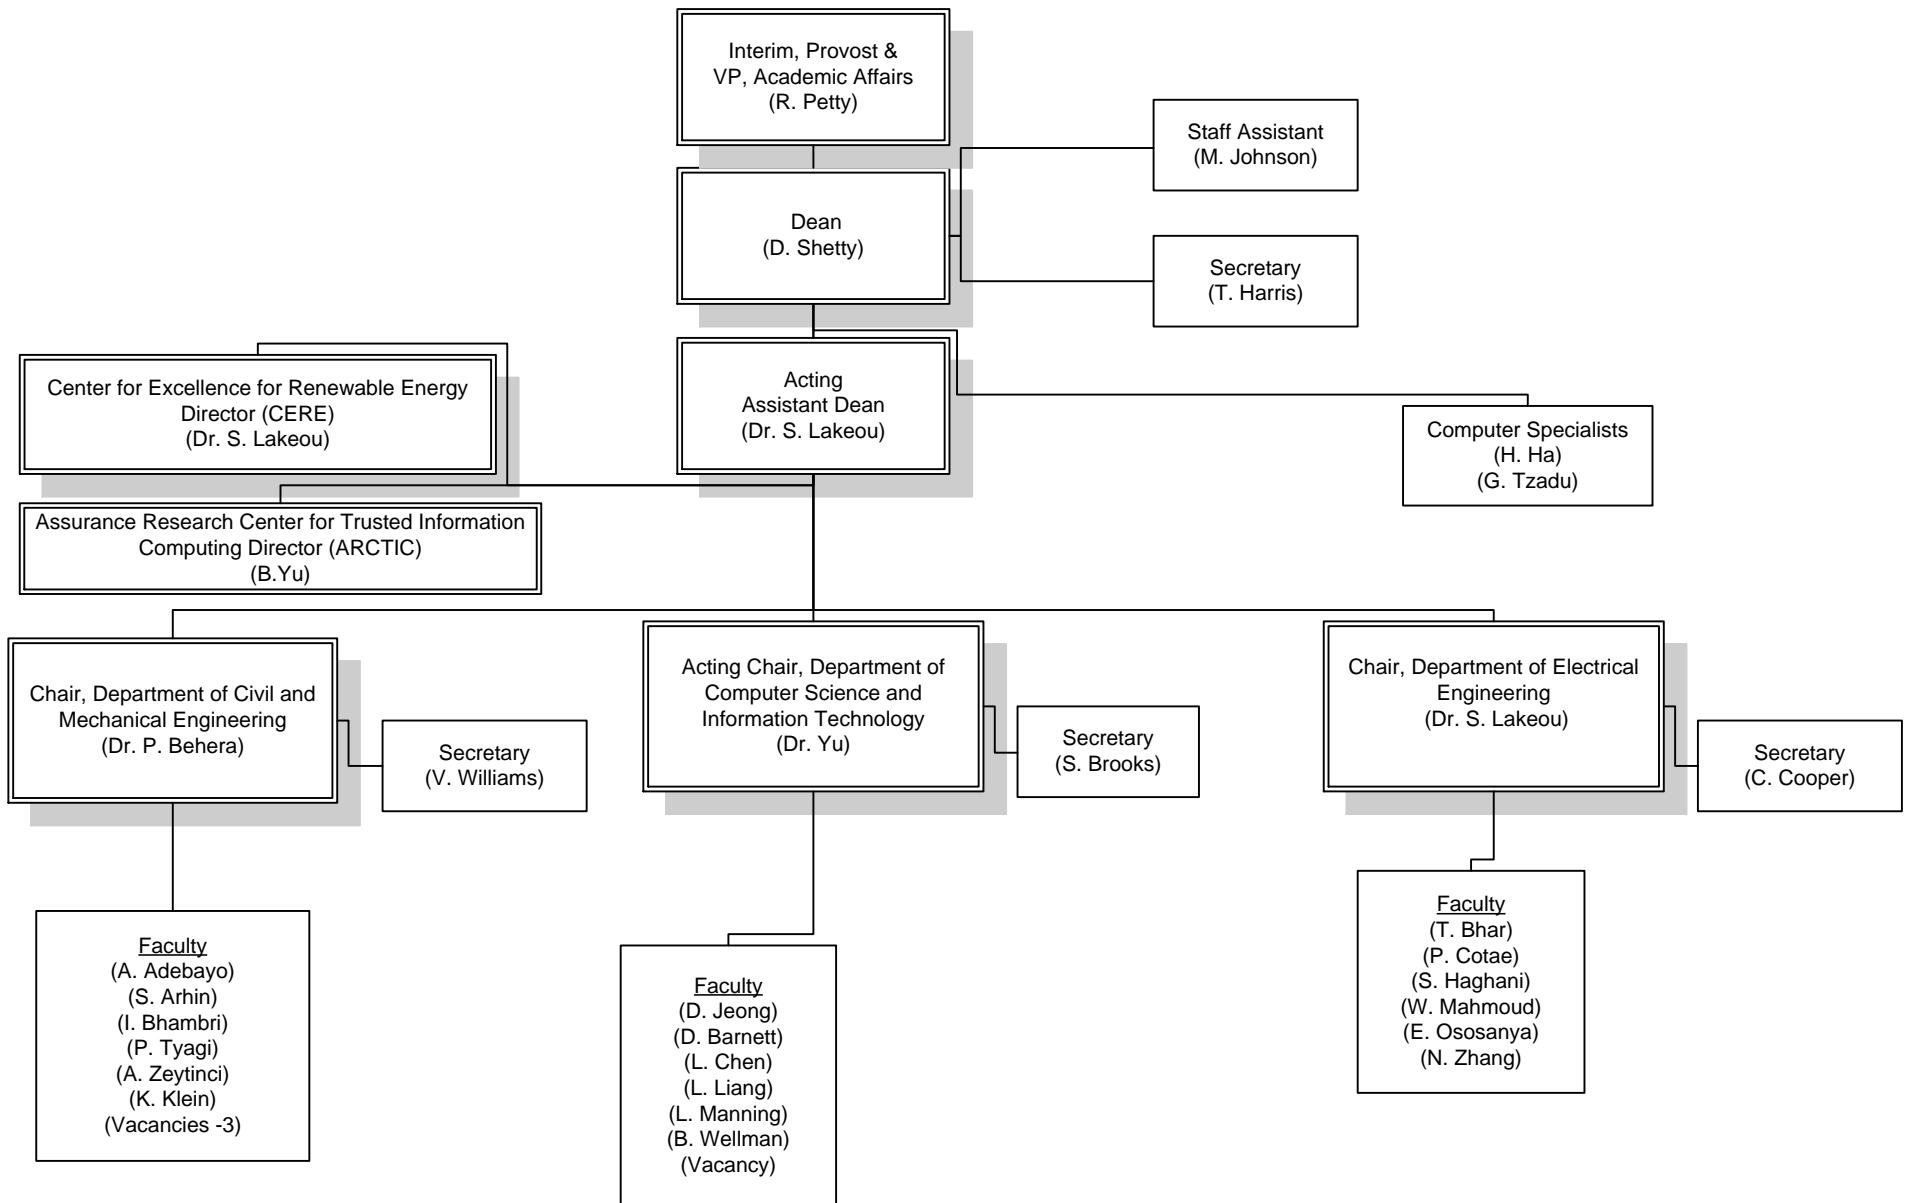 Interim, Provost &
VP, Academic Affairs
(R. Petty)
Staff Assistant
(M. Johnson)
Dean
(D. Shetty)
Secretary
(T. Harris)
Center for Excellence for Renewable Energy
Director (CERE)
(Dr. S. Lakeou)
Acting
Assistant Dean
(Dr. S. Lakeou)
Computer Specialists
(H. Ha)
(G. Tzadu)
Assurance Research Center for Trusted Information
Computing Director (ARCTIC)
(B.Yu)
Chair, Department of Civil and
Mechanical Engineering
(Dr. P. Behera)
Secretary
(V. Williams)
Acting Chair, Department of
Computer Science and
Information Technology
(Dr. Yu)
Secretary
(S. Brooks)
Chair, Department of Electrical
Engineering
(Dr. S. Lakeou)
Secretary
(C. Cooper)
Faculty
(A. Adebayo)
(S. Arhin)
(I. Bhambri)
(P. Tyagi)
(A. Zeytinci)
(K. Klein)
(Vacancies -3)
Faculty
(D. Jeong)
(D. Barnett)
(L. Chen)
(L. Liang)
(L. Manning)
(B. Wellman)
(Vacancy)
Faculty
(T. Bhar)
(P. Cotae)
(S. Haghani)
(W. Mahmoud)
(E. Ososanya)
(N. Zhang)